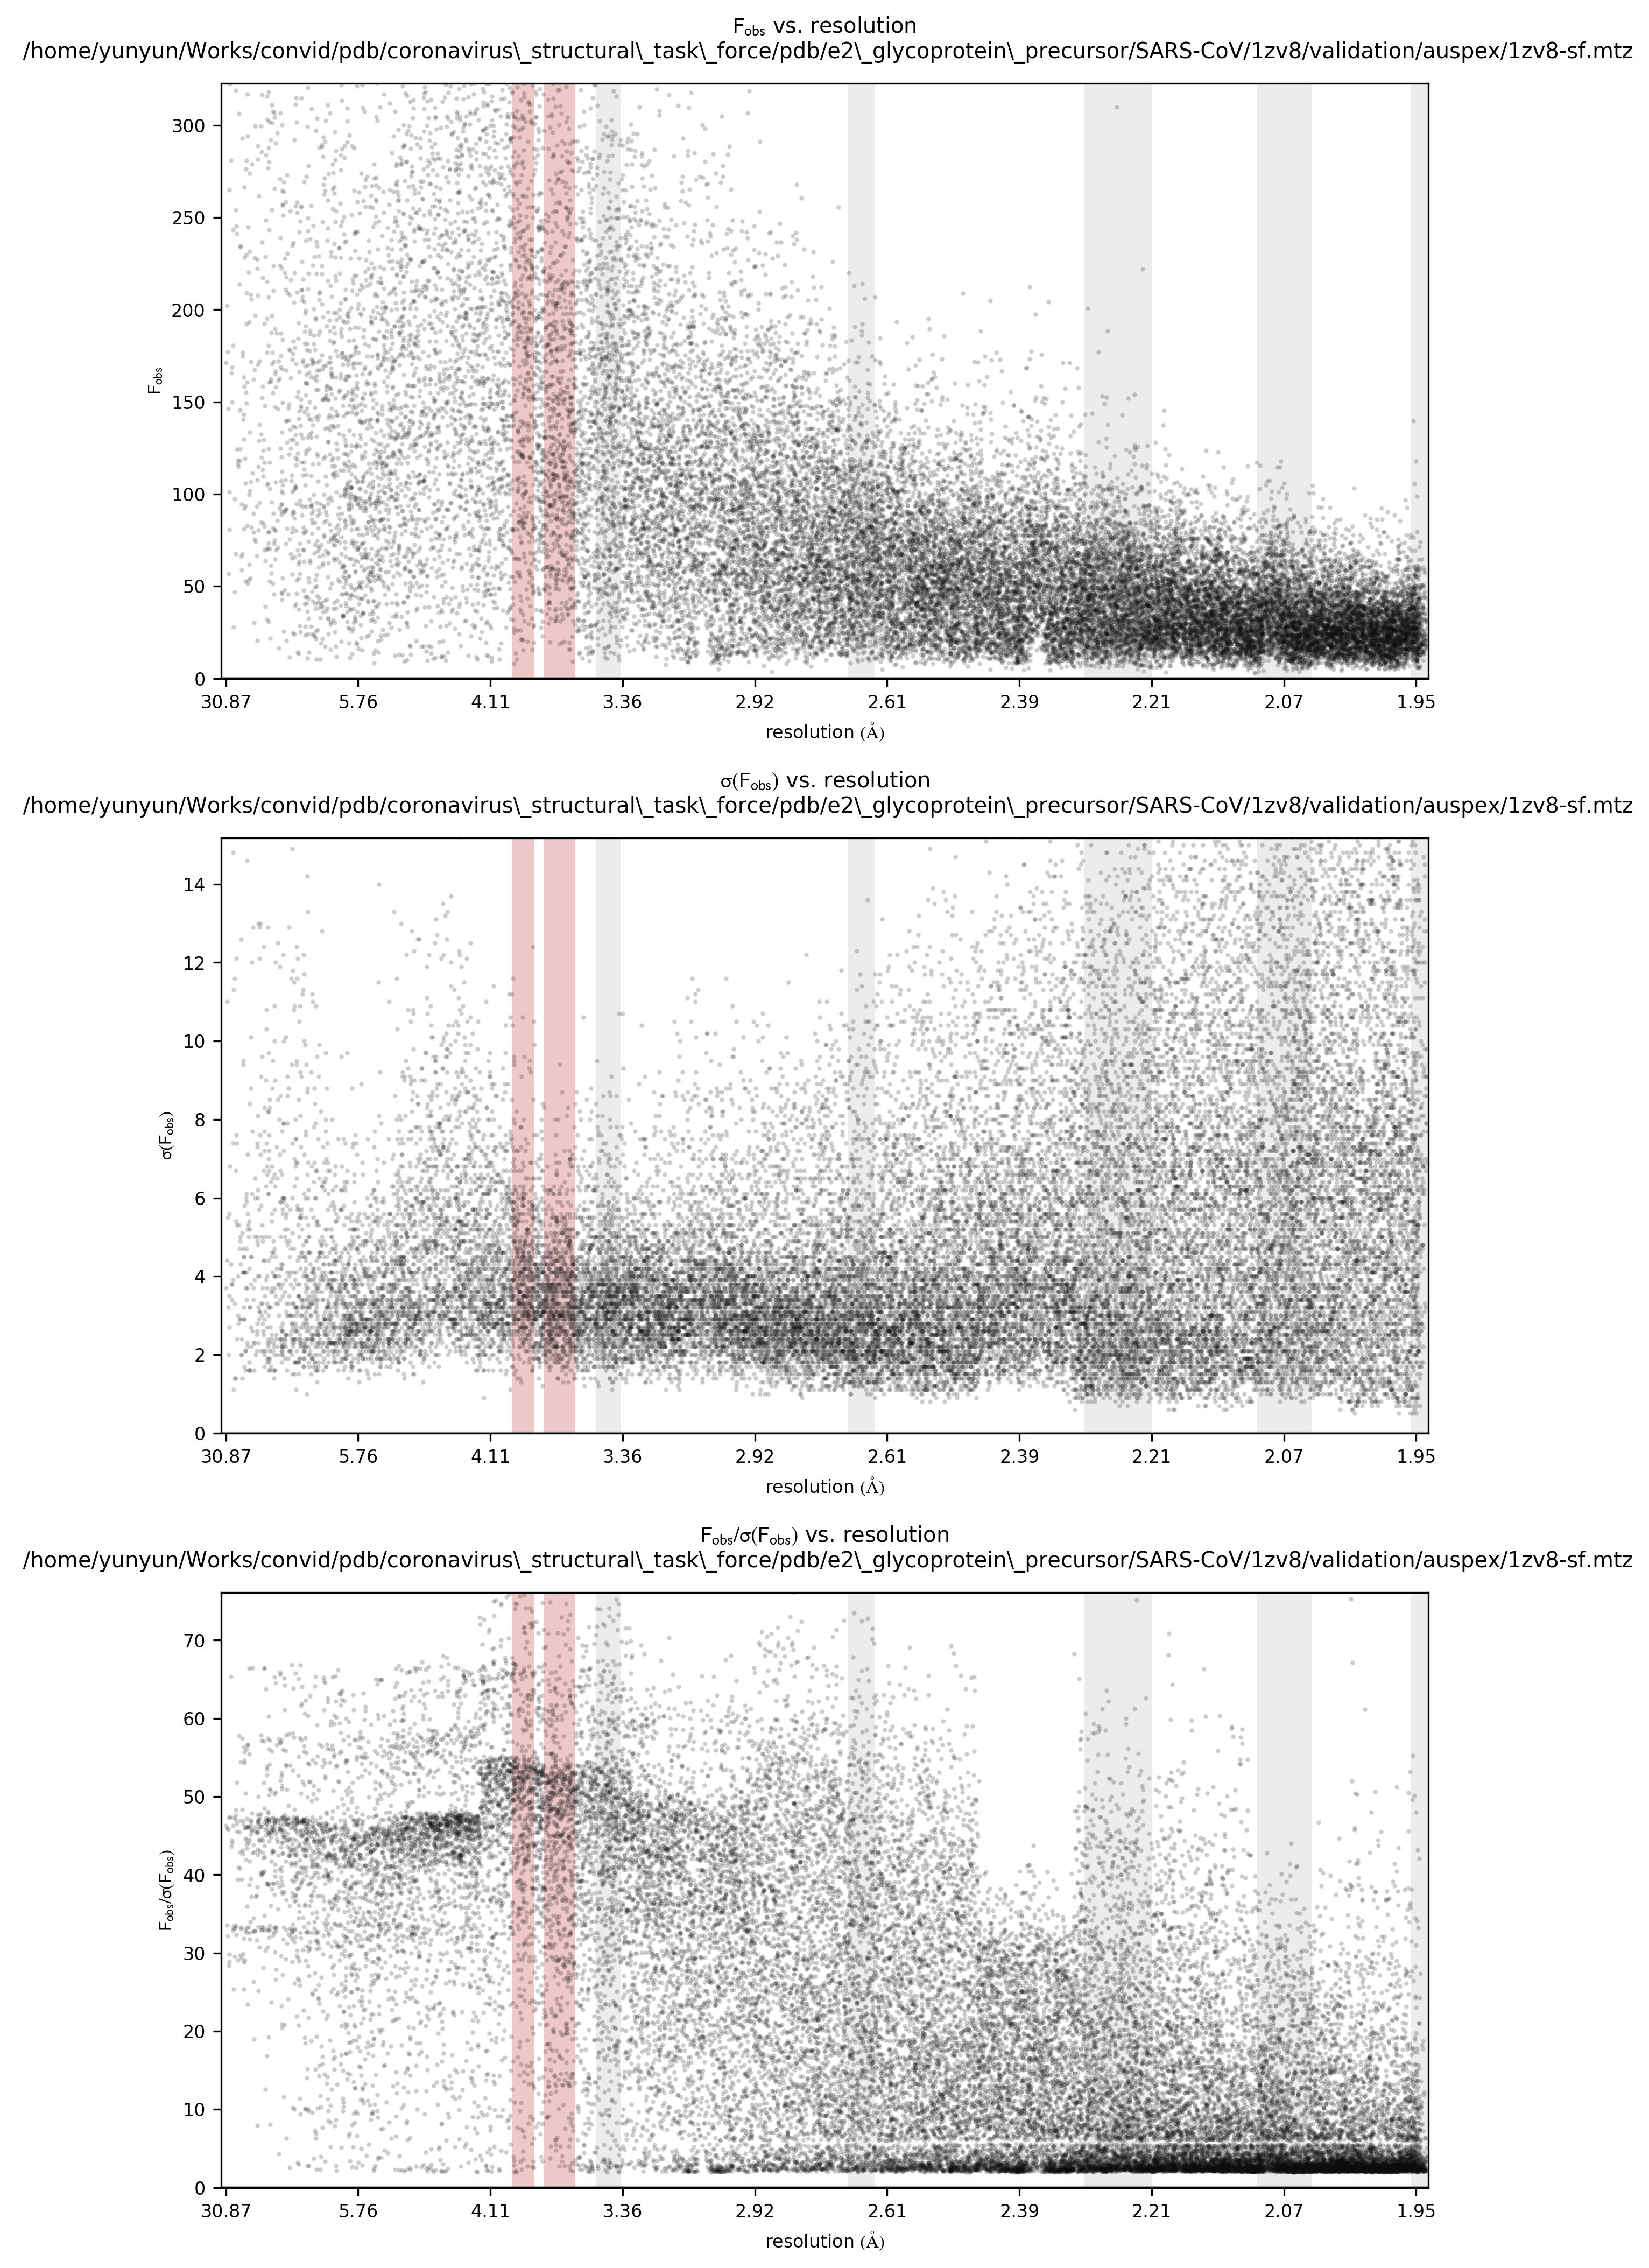 Fobs vs. resolution
/home/yunyun/Works/convid/pdb/coronavirus\_structural\_task\_force/pdb/e2\_glycoprotein\_precursor/SARS-CoV/1zv8/validation/auspex/1zv8-sf.mtz
300
250
200
150
100
50
0
Fobs
30.87 5.76 4.11 3.36 2.92 2.61 2.39 2.21 2.07 1.95
resolution (Å)
σ(Fobs) vs. resolution
/home/yunyun/Works/convid/pdb/coronavirus\_structural\_task\_force/pdb/e2\_glycoprotein\_precursor/SARS-CoV/1zv8/validation/auspex/1zv8-sf.mtz
14
12
10
8
6
4
2
0
σ(Fobs)
30.87 5.76 4.11 3.36 2.92 2.61 2.39 2.21 2.07 1.95
resolution (Å)
Fobs/σ(Fobs) vs. resolution
/home/yunyun/Works/convid/pdb/coronavirus\_structural\_task\_force/pdb/e2\_glycoprotein\_precursor/SARS-CoV/1zv8/validation/auspex/1zv8-sf.mtz
70
60
50
40
30
20
10
0
Fobs/σ(Fobs)
30.87 5.76 4.11 3.36 2.92 2.61 2.39 2.21 2.07 1.95
resolution (Å)